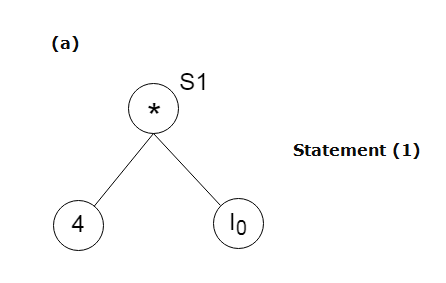 (a)
S1
*
Statement (1)
4
I₀